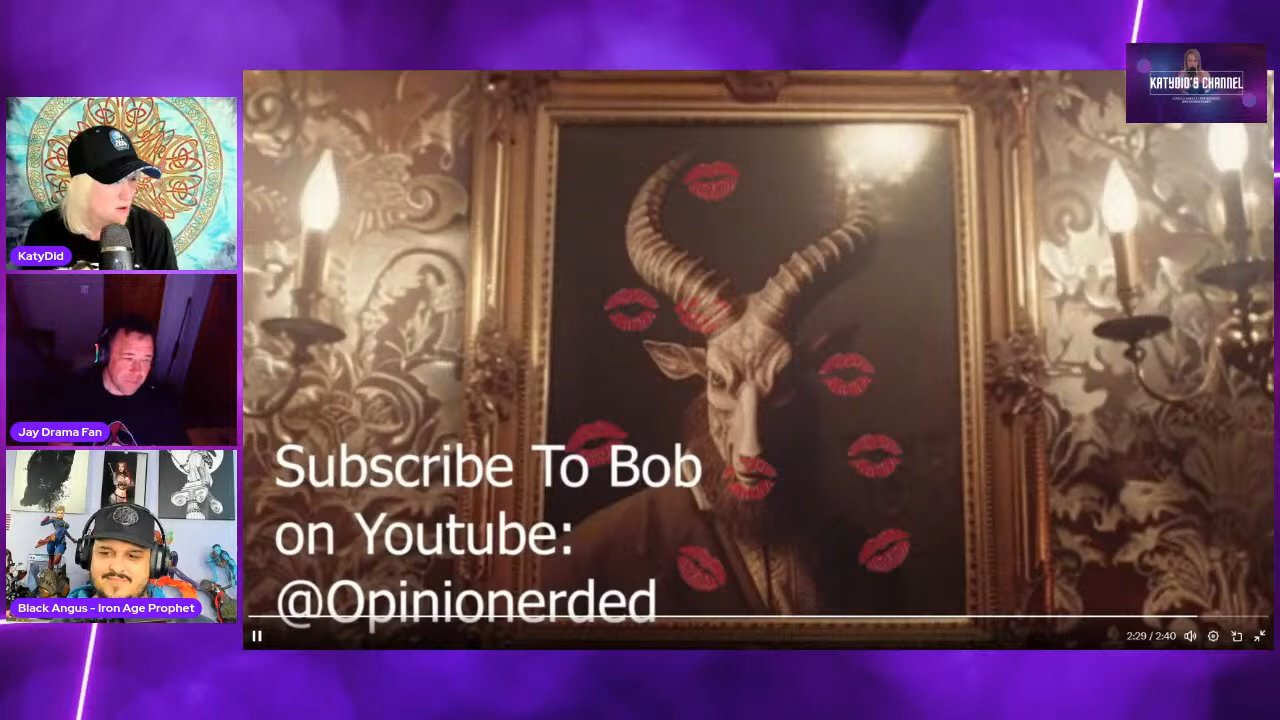 KATYDID'S CHANNEL
KatyDid
Jay Drama Fan
Black Angus - Iron Age Prophet
Subscribe To Bob
on Youtube:
@Opinionerded
2:29 / 2:40